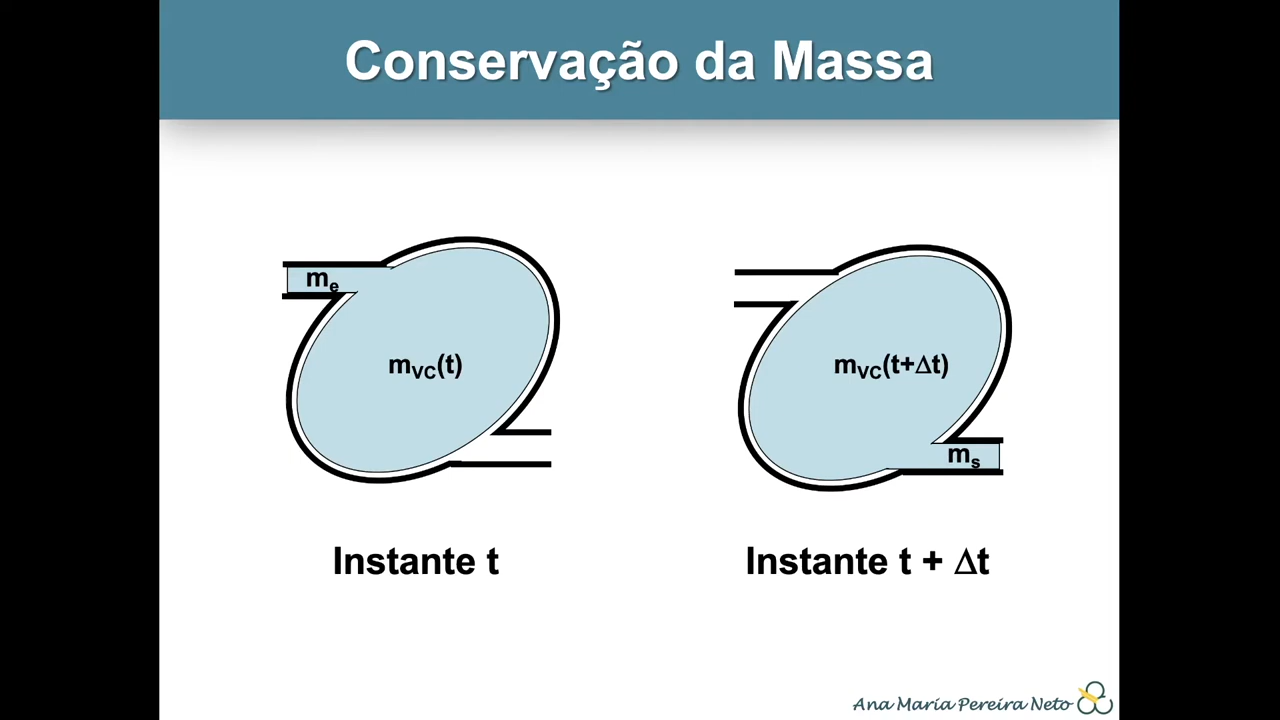 Conservação da Massa
me
mVC(t)
mVC(t+Δt)
ms
Instante t
Instante t + Δt
Ana Maria Pereira Neto